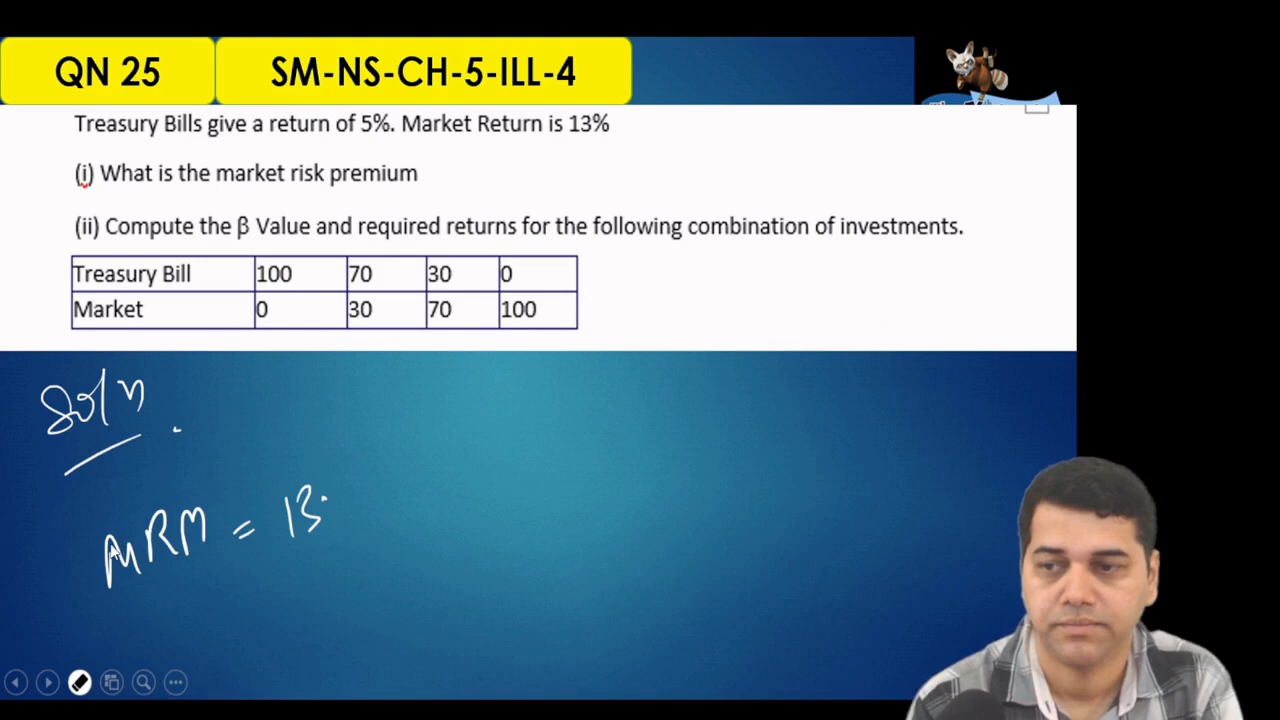 QN 25
SM-NS-CH-5-ILL-4
Treasury Bills give a return of 5%. Market Return is 13%
(i) What is the market risk premium
(ii) Compute the β Value and required returns for the following combination of investments.
Treasury Bill 100 70 30 0
Market 0 30 70 100
Soln
MRM = 13